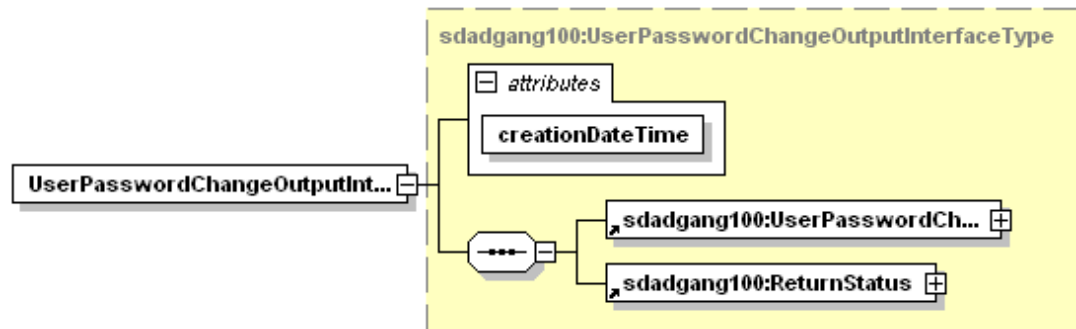 sdadgang100:UserPasswordChangeOutputInterfaceType
attributes
creationDateTime
UserPasswordChangeOutputInt...
sdadgang100:UserPasswordCh...
sdadgang100:ReturnStatus